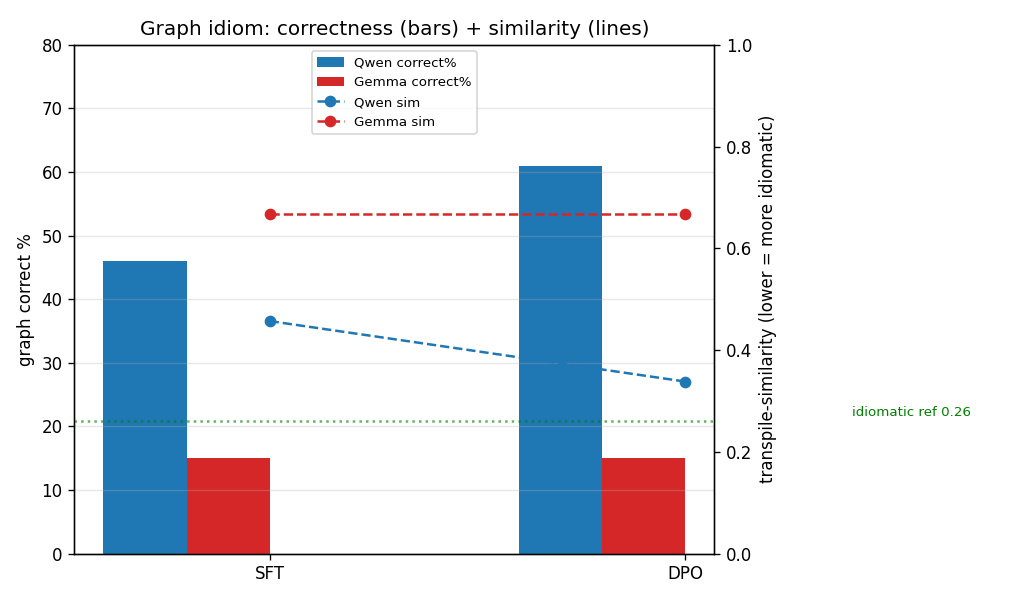 Graph idiom: correctness (bars) + similarity (lines)
Qwen correct%
Gemma correct%
Qwen sim
Gemma sim
graph correct %
80
70
60
50
40
30
20
10
0
1.0
0.8
0.6
0.4
0.2
0.0
transpile-similarity (lower = more idiomatic)
idiomatic ref 0.26
SFT
DPO